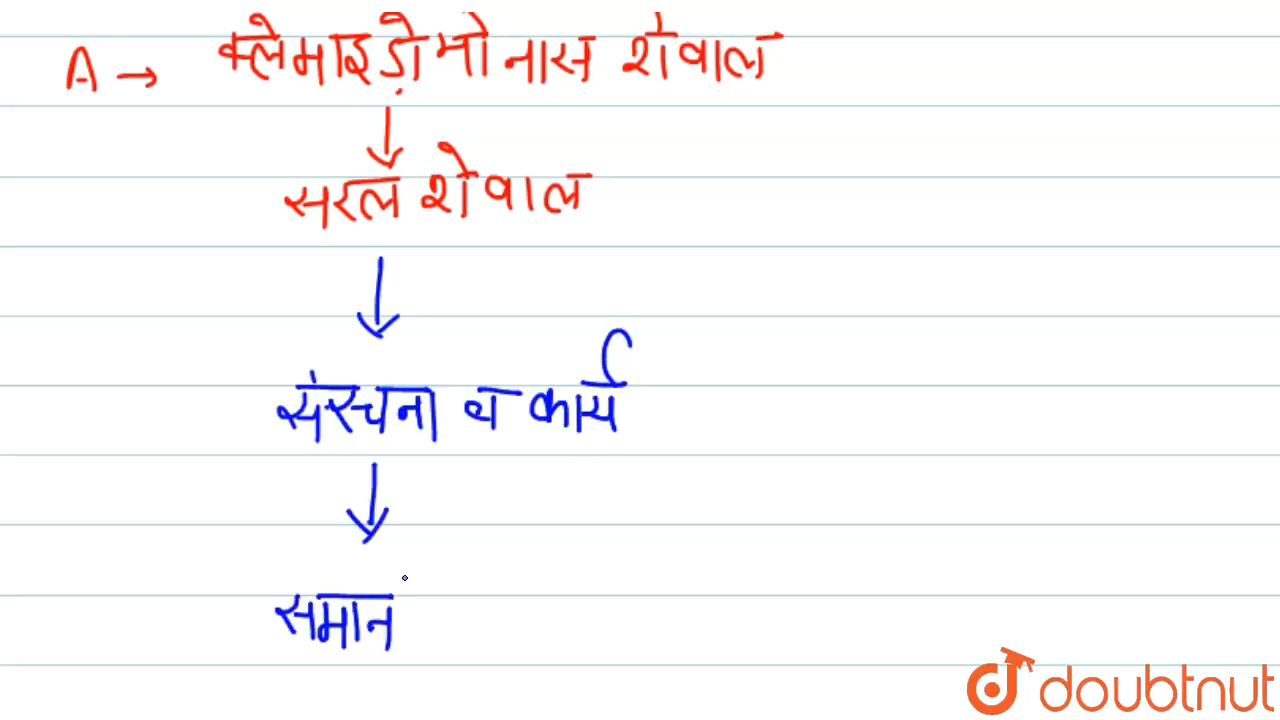 A → क्लेमाइडोमोनास शैवाल
↓
सरल शैवाल
↓
संरचना व कार्य
↓
समान
doubtnut